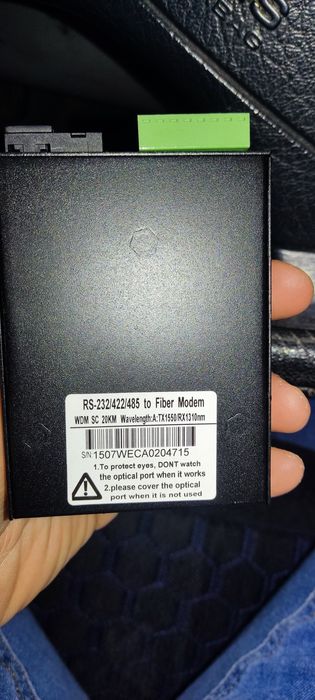 S
BAG
RS-232/422/485 to Fiber Modem
WDM SC 20KM Wavelength:A:TX1550/RX1310nm
S/N 1507WECA0204715
1.To protect eyes, DONT watch
the optical port when it works
2.please cover the optical
port when it is not used